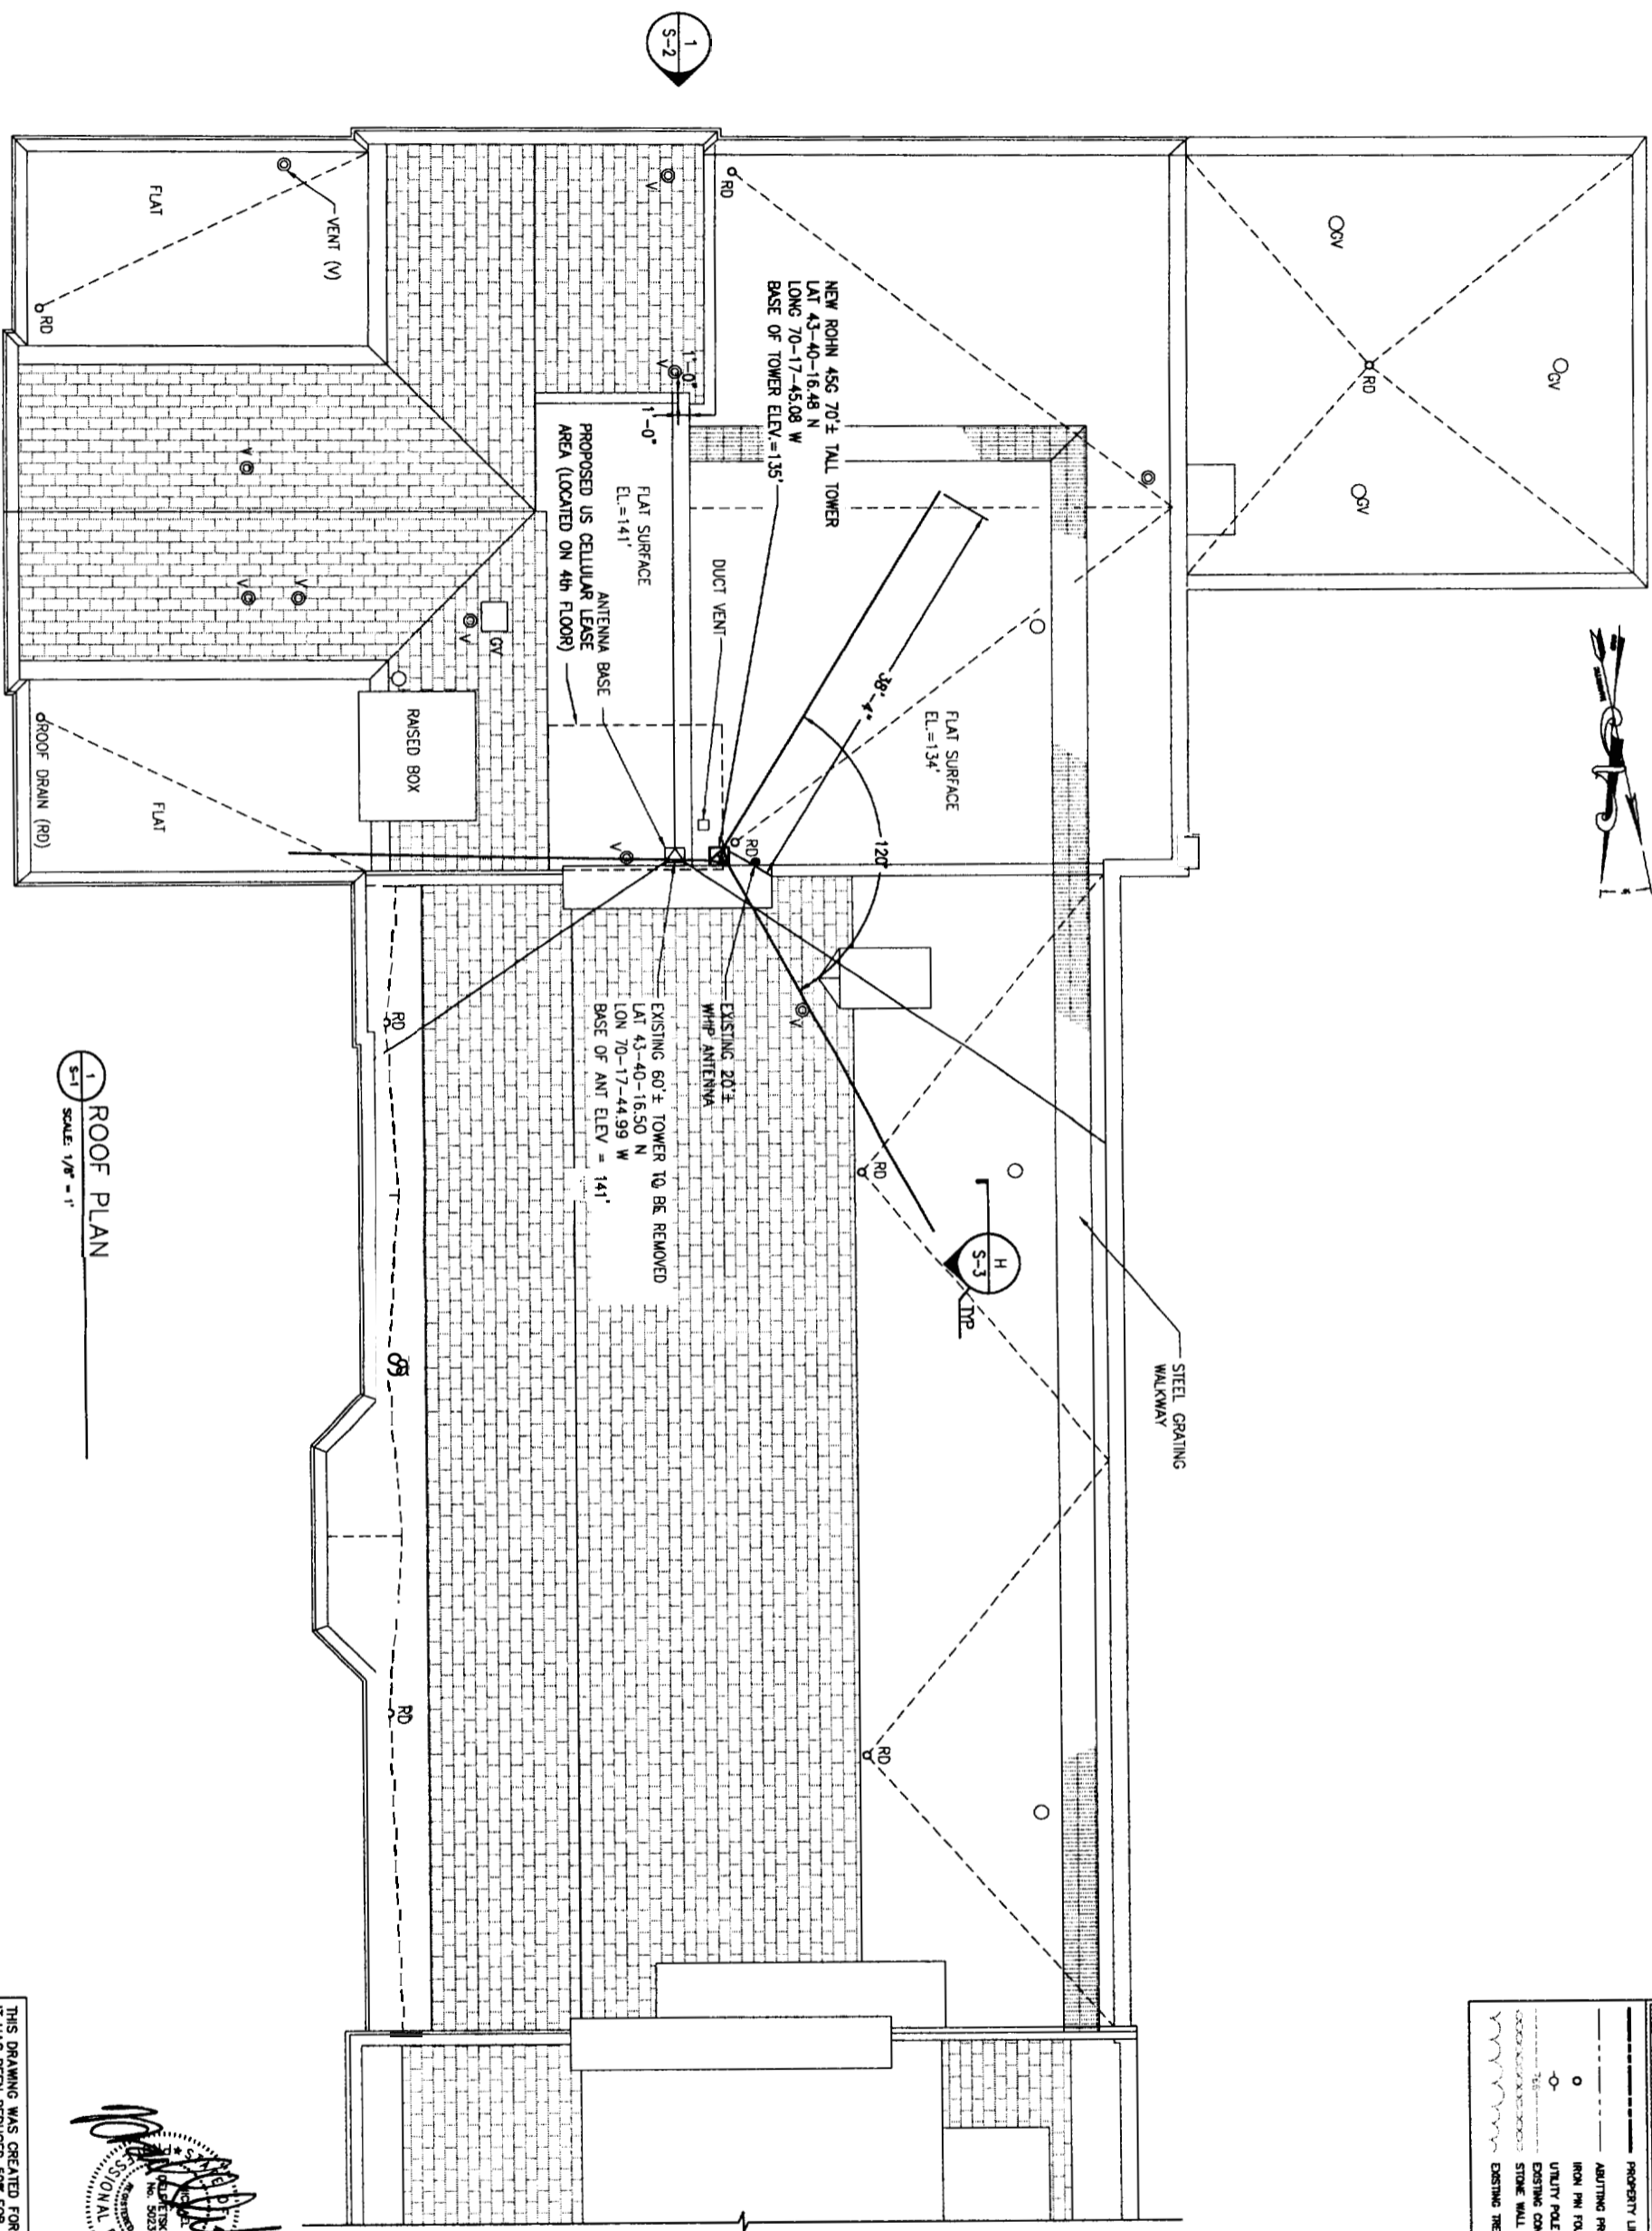 1
S-2
FLAT
VENT (V)
RD
V
RD
GV
GV
RD
GV
NEW ROHN 45G 70'± TALL TOWER
LAT 43-40-16.48 N
LONG 70-17-45.08 W
BASE OF TOWER ELEV.=135'
V
1'-0"
1'-0"
FLAT SURFACE
EL.=141'
PROPOSED US CELLULAR LEASE
AREA (LOCATED ON 4th FLOOR)
ANTENNA BASE
DUCT VENT
FLAT SURFACE
EL.=134'
120°
V
V
V
V
GV
RAISED BOX
ROOF DRAIN (RD)
FLAT
V
RD
EXISTING 20'±
WHIP ANTENNA
EXISTING 60'± TOWER TO BE REMOVED
LAT 43-40-16.50 N
LON 70-17-44.99 W
BASE OF ANT ELEV = 141'
V
RD
RD
H
S-3
TYP
STEEL GRATING
WALKWAY
RD
RD
1
S-1
ROOF PLAN
SCALE: 1/8" = 1'
PROPERTY
ABUTTING
IRON PIN
UTILITY POLE
EXISTING
STONE WALL
EXISTING
No. 5023
THIS DRAWING WAS CREATED FOR